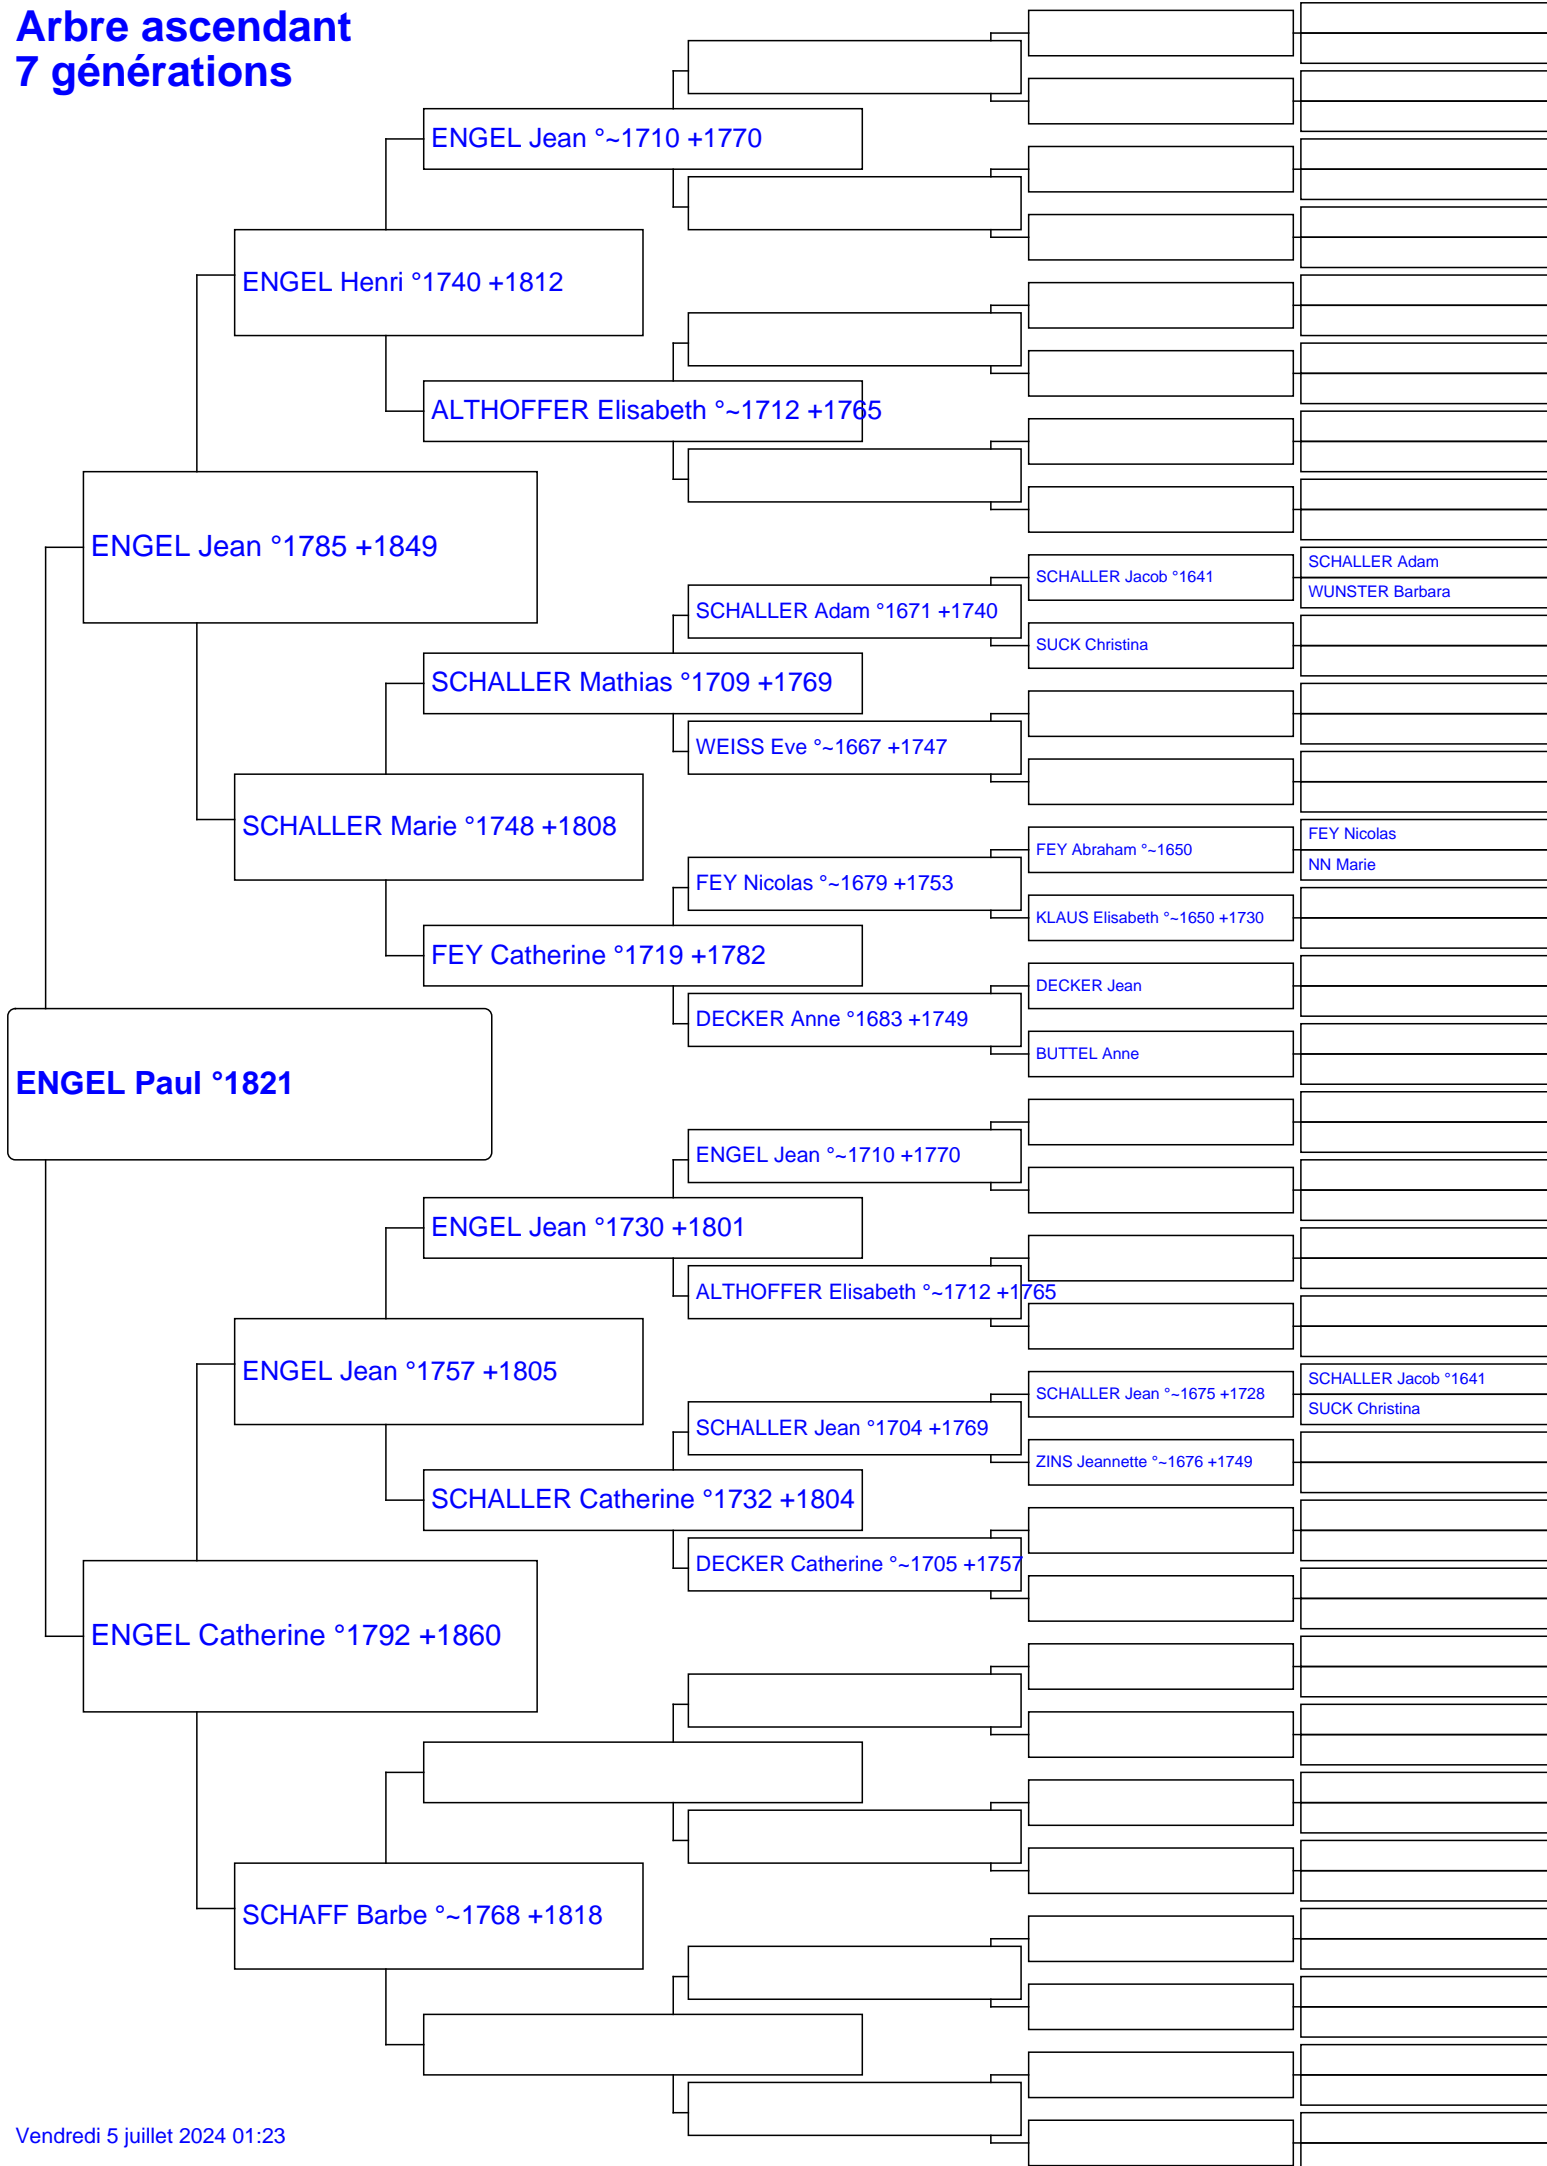 Arbre ascendant
7 générations
ENGEL Jean °~1710 +1770
ENGEL Henri °1740 +1812
ALTHOFFER Elisabeth °~1712 +1765
ENGEL Jean °1785 +1849
SCHALLER Adam
SCHALLER Jacob °1641
WUNSTER Barbara
SCHALLER Adam °1671 +1740
SUCK Christina
SCHALLER Mathias °1709 +1769
WEISS Eve °~1667 +1747
SCHALLER Marie °1748 +1808
FEY Nicolas
FEY Abraham °~1650
NN Marie
FEY Nicolas °~1679 +1753
KLAUS Elisabeth °~1650 +1730
FEY Catherine °1719 +1782
DECKER Jean
DECKER Anne °1683 +1749
BUTTEL Anne
ENGEL Paul °1821
ENGEL Jean °~1710 +1770
ENGEL Jean °1730 +1801
ALTHOFFER Elisabeth °~1712 +1765
ENGEL Jean °1757 +1805
SCHALLER Jacob °1641
SCHALLER Jean °~1675 +1728
SUCK Christina
SCHALLER Jean °1704 +1769
ZINS Jeannette °~1676 +1749
SCHALLER Catherine °1732 +1804
DECKER Catherine °~1705 +1757
ENGEL Catherine °1792 +1860
SCHAFF Barbe °~1768 +1818
Vendredi 5 juillet 2024 01:23